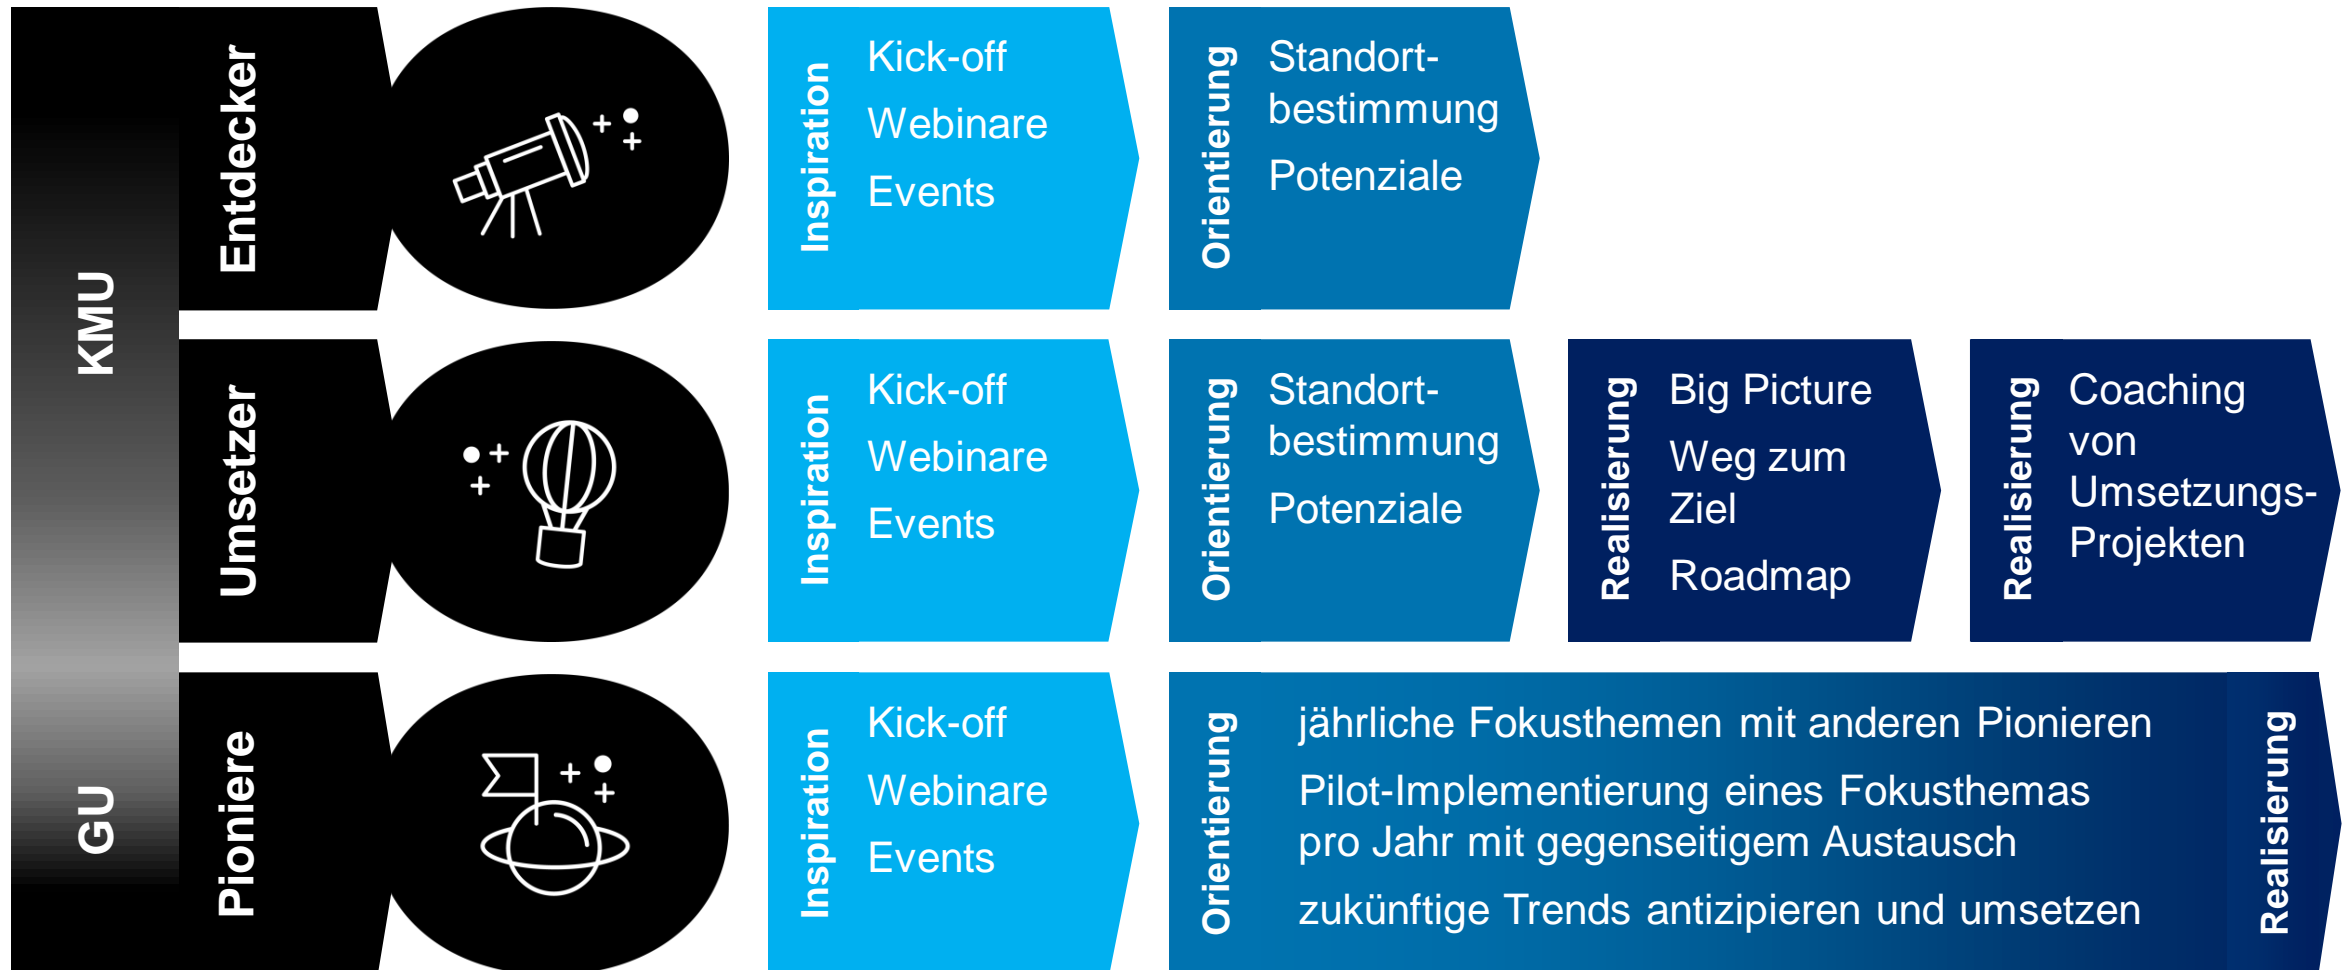 KMU
GU
Entdecker
Inspiration
Kick-off
Webinare
Events
Orientierung
Standort-
bestimmung
Potenziale
Umsetzer
Inspiration
Kick-off
Webinare
Events
Orientierung
Standort-
bestimmung
Potenziale
Realisierung
Big Picture
Weg zum
Ziel
Roadmap
Realisierung
Coaching
von
Umsetzungs-
Projekten
Pioniere
Inspiration
Kick-off
Webinare
Events
Orientierung
jährliche Fokusthemen mit anderen Pionieren
Pilot-Implementierung eines Fokusthemas
pro Jahr mit gegenseitigem Austausch
zukünftige Trends antizipieren und umsetzen
Realisierung